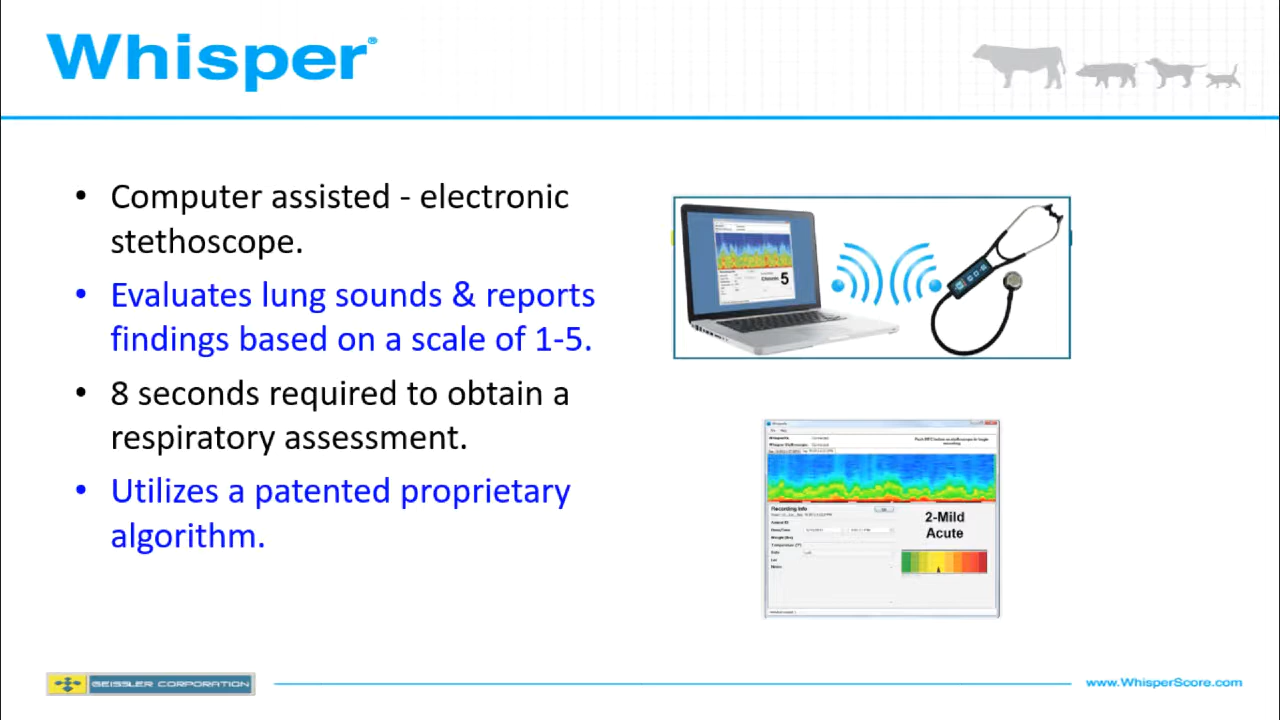 Whisper®
• Computer assisted - electronic
stethoscope.
• Evaluates lung sounds & reports
findings based on a scale of 1-5.
• 8 seconds required to obtain a
respiratory assessment.
• Utilizes a patented proprietary
algorithm.
Chronic 5
Recording Info
2-Mild
Acute
GEISSLER CORPORATION
www.WhisperScore.com